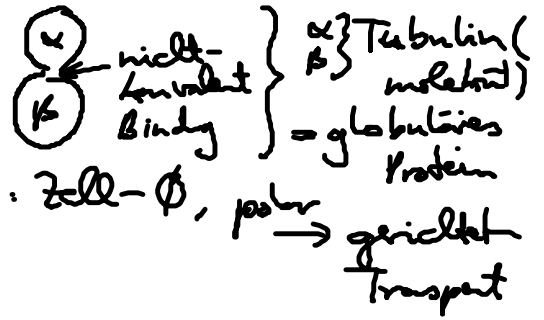 α
β
nicht-
kovalent
Bindg
} α β } Tubulin(
molekül)
= globuläres
Protein
: Zell-Ø, polar
→ gerichtet
Transport